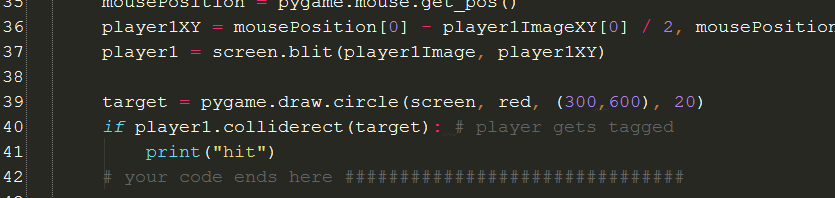 35 mousePosition = pygame.mouse.get_pos()
36 player1XY = mousePosition[0] - player1ImageXY[0] / 2, mousePosition
37 player1 = screen.blit(player1Image, player1XY)
38
39 target = pygame.draw.circle(screen, red, (300,600), 20)
40 if player1.colliderect(target): # player gets tagged
41 print("hit")
42 # your code ends here ###############################